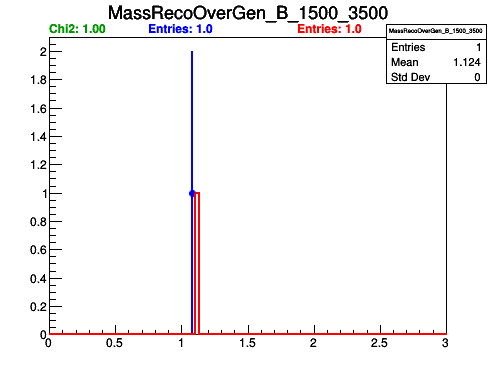 MassRecoOverGen_B_1500_3500
Chi2: 1.00 Entries: 1.0 Entries: 1.0
MassRecoOverGen_B_1500_3500
Entries 1
Mean 1.124
Std Dev 0
2
1.8
1.6
1.4
1.2
1
0.8
0.6
0.4
0.2
0
0 0.5 1 1.5 2 2.5 3